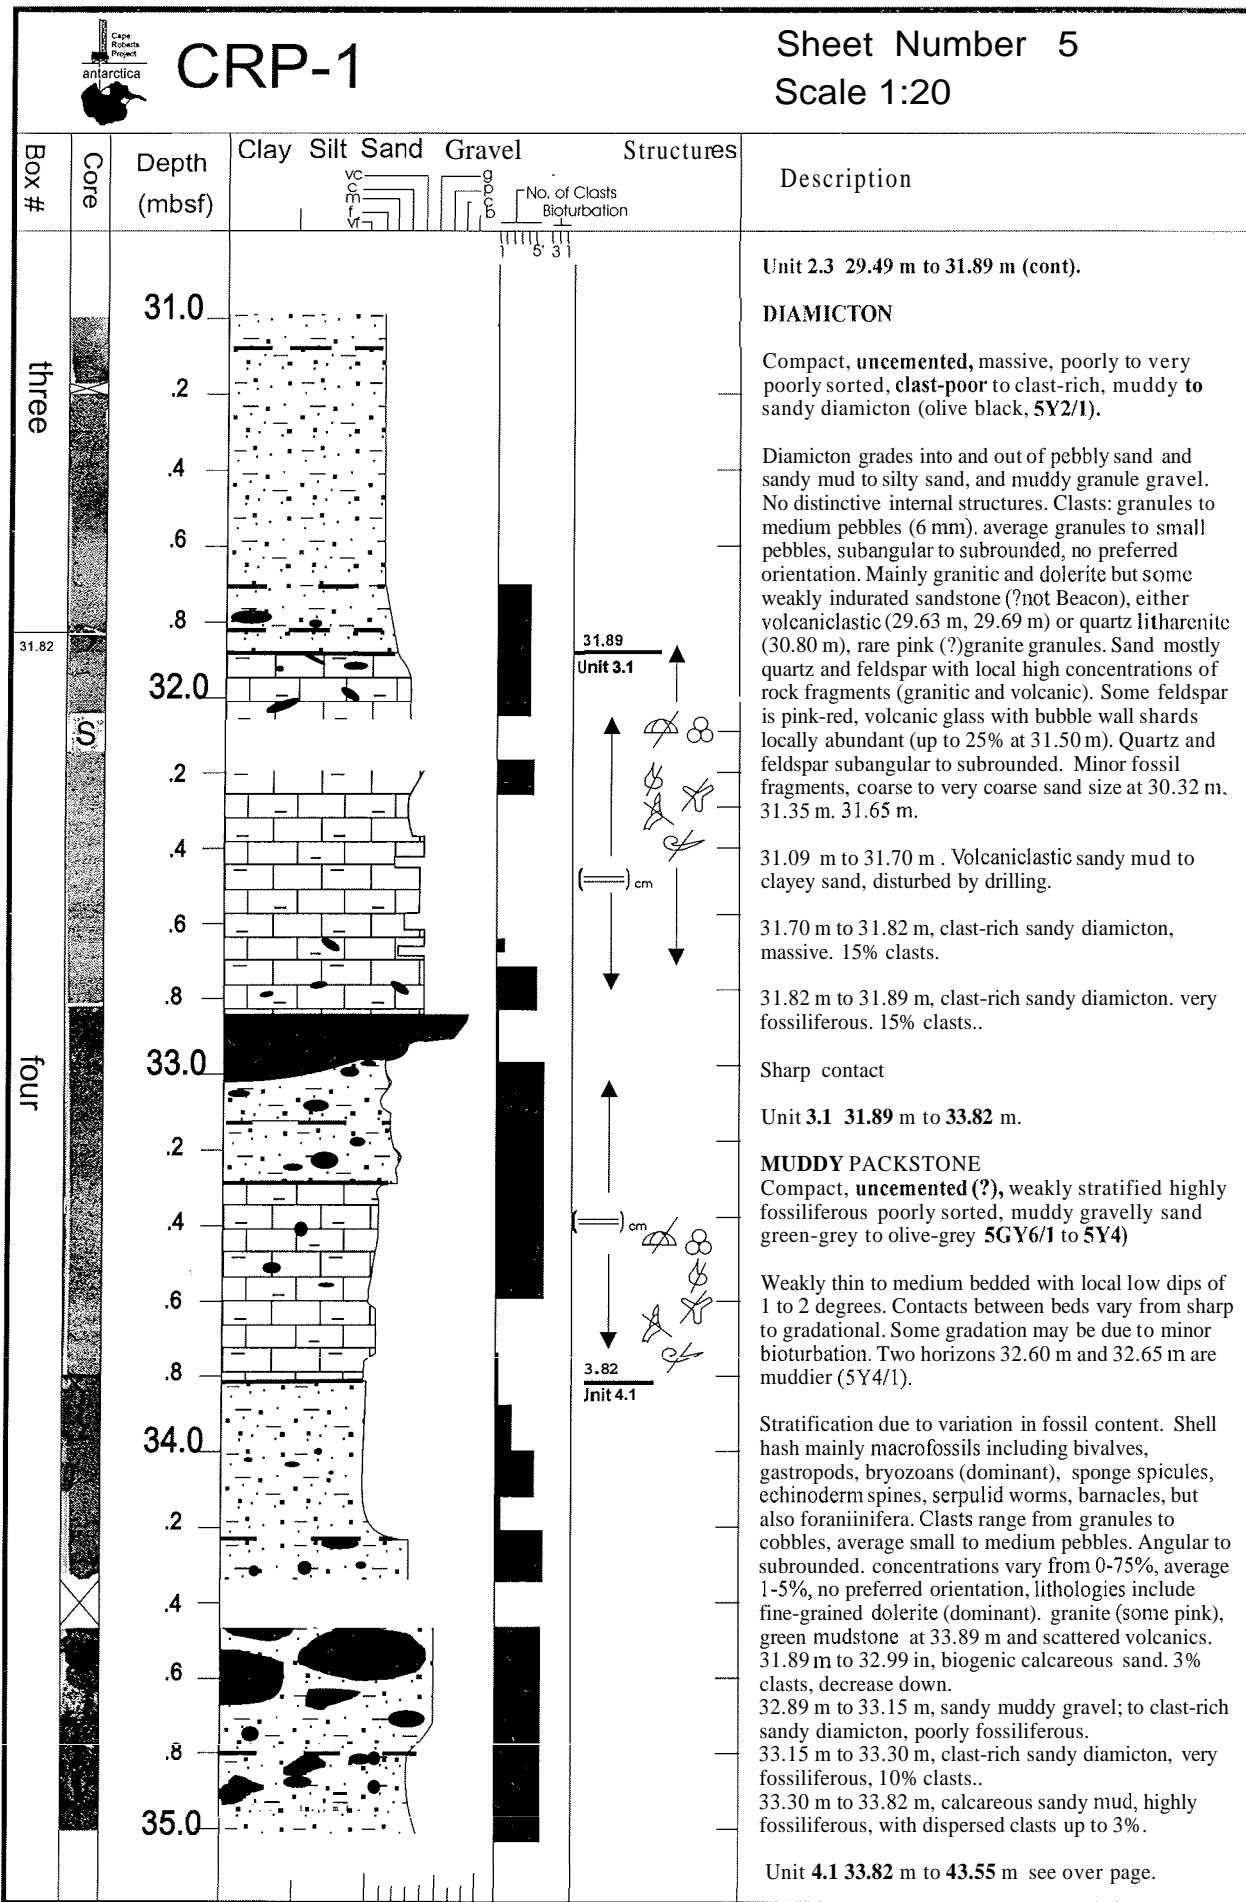 Cape
Roberts
Project
antarctica
CRP-1
Sheet Number 5
Scale 1:20
Box #
Core
Depth
(mbsf)
Clay Silt Sand Gravel
Structures
Description
vc
c
m
f
vf
g
p
c
b
No. of Clasts
Bioturbation
1 5' 3 1
three
31.82
four
S
31.0
.2
.4
.6
.8
32.0
.2
.4
.6
.8
33.0
.2
.4
.6
.8
34.0
.2
.4
.6
.8
35.0
31.89
Unit 3.1
cm
cm
3.82
Jnit 4.1
Unit 2.3 29.49 m to 31.89 m (cont).
DIAMICTON
Compact, uncemented, massive, poorly to very
poorly sorted, clast-poor to clast-rich, muddy to
sandy diamicton (olive black, 5Y2/1).
Diamicton grades into and out of pebbly sand and
sandy mud to silty sand, and muddy granule gravel.
No distinctive internal structures. Clasts: granules to
medium pebbles (6 mm). average granules to small
pebbles, subangular to subrounded, no preferred
orientation. Mainly granitic and dolerite but some
weakly indurated sandstone (?not Beacon), either
volcaniclastic (29.63 m, 29.69 m) or quartz litharenite
(30.80 m), rare pink (?)granite granules. Sand mostly
quartz and feldspar with local high concentrations of
rock fragments (granitic and volcanic). Some feldspar
is pink-red, volcanic glass with bubble wall shards
locally abundant (up to 25% at 31.50 m). Quartz and
feldspar subangular to subrounded. Minor fossil
fragments, coarse to very coarse sand size at 30.32 m.
31.35 m. 31.65 m.
31.09 m to 31.70 m . Volcaniclastic sandy mud to
clayey sand, disturbed by drilling.
31.70 m to 31.82 m, clast-rich sandy diamicton,
massive. 15% clasts.
31.82 m to 31.89 m, clast-rich sandy diamicton. very
fossiliferous. 15% clasts..
Sharp contact
Unit 3.1 31.89 m to 33.82 m.
MUDDY PACKSTONE
Compact, uncemented (?), weakly stratified highly
fossiliferous poorly sorted, muddy gravelly sand
green-grey to olive-grey 5GY6/1 to 5Y4)
Weakly thin to medium bedded with local low dips of
1 to 2 degrees. Contacts between beds vary from sharp
to gradational. Some gradation may be due to minor
bioturbation. Two horizons 32.60 m and 32.65 m are
muddier (5Y4/1).
Stratification due to variation in fossil content. Shell
hash mainly macrofossils including bivalves,
gastropods, bryozoans (dominant), sponge spicules,
echinoderm spines, serpulid worms, barnacles, but
also foraniinifera. Clasts range from granules to
cobbles, average small to medium pebbles. Angular to
subrounded. concentrations vary from 0-75%, average
1-5%, no preferred orientation, lithologies include
fine-grained dolerite (dominant). granite (some pink),
green mudstone at 33.89 m and scattered volcanics.
31.89 m to 32.99 in, biogenic calcareous sand. 3%
clasts, decrease down.
32.89 m to 33.15 m, sandy muddy gravel; to clast-rich
sandy diamicton, poorly fossiliferous.
33.15 m to 33.30 m, clast-rich sandy diamicton, very
fossiliferous, 10% clasts..
33.30 m to 33.82 m, calcareous sandy mud, highly
fossiliferous, with dispersed clasts up to 3%.
Unit 4.1 33.82 m to 43.55 m see over page.